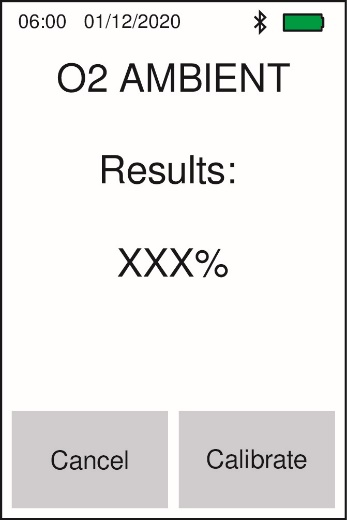 06:00 01/12/2020
O2 AMBIENT
Results:
XXX%
Cancel Calibrate